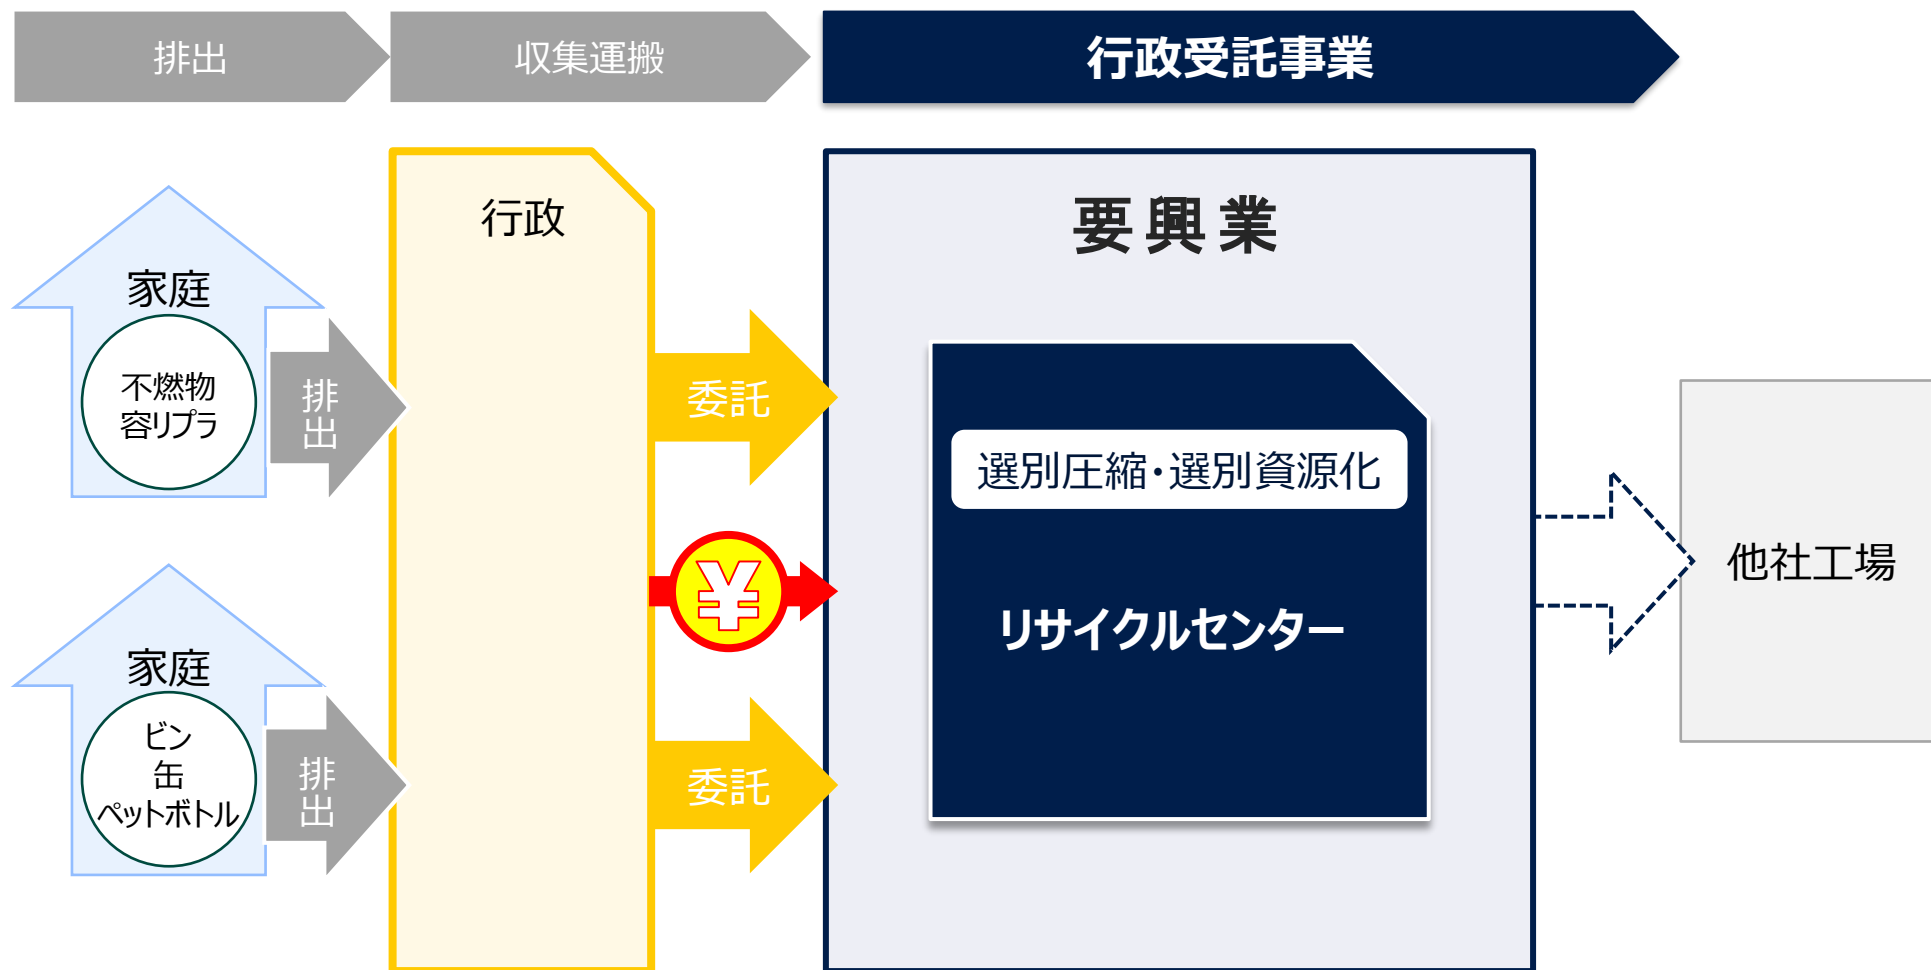 排出
収集運搬
行政受託事業
家庭
不燃物
容リプラ
排
出
家庭
ビン
缶
ペットボトル
排
出
行政
委託
¥
委託
要興業
選別圧縮・選別資源化
リサイクルセンター
他社工場